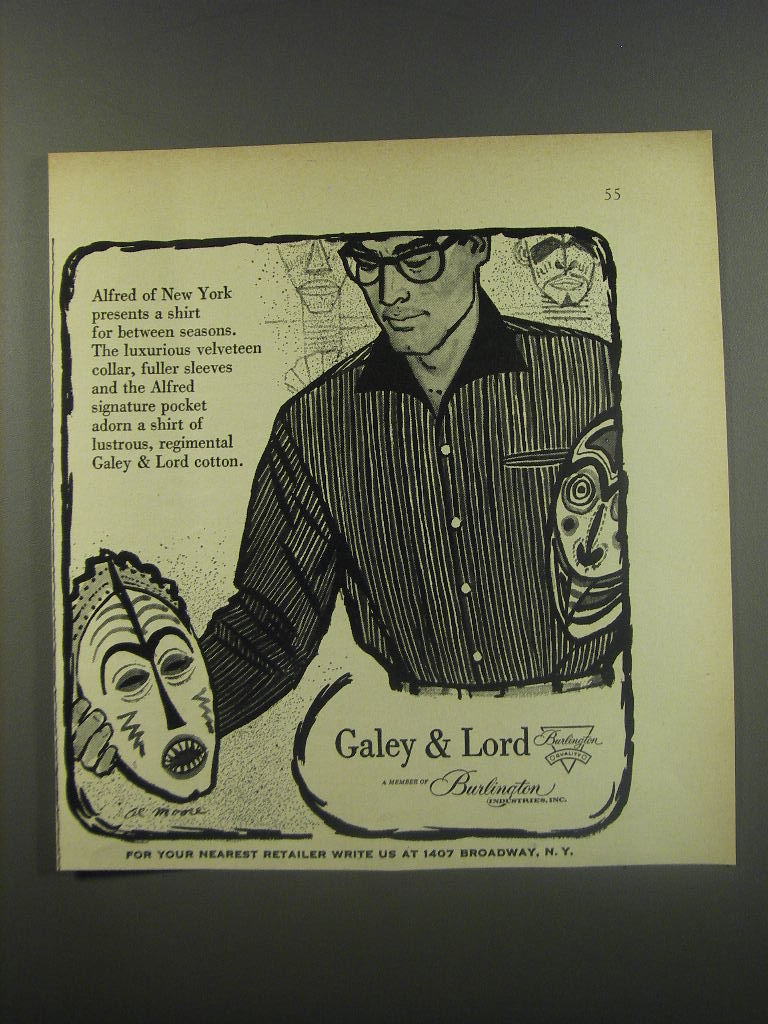 55
Alfred of New York
presents a shirt
for between seasons.
The luxurious velveteen
collar, fuller sleeves
and the Alfred
signature pocket
adorn a shirt of
lustrous, regimental
Galey & Lord cotton.
Galey & Lord
Burlington
QUALITY
A MEMBER OF
Burlington
INDUSTRIES, INC.
al moore
FOR YOUR NEAREST RETAILER WRITE US AT 1407 BROADWAY, N. Y.